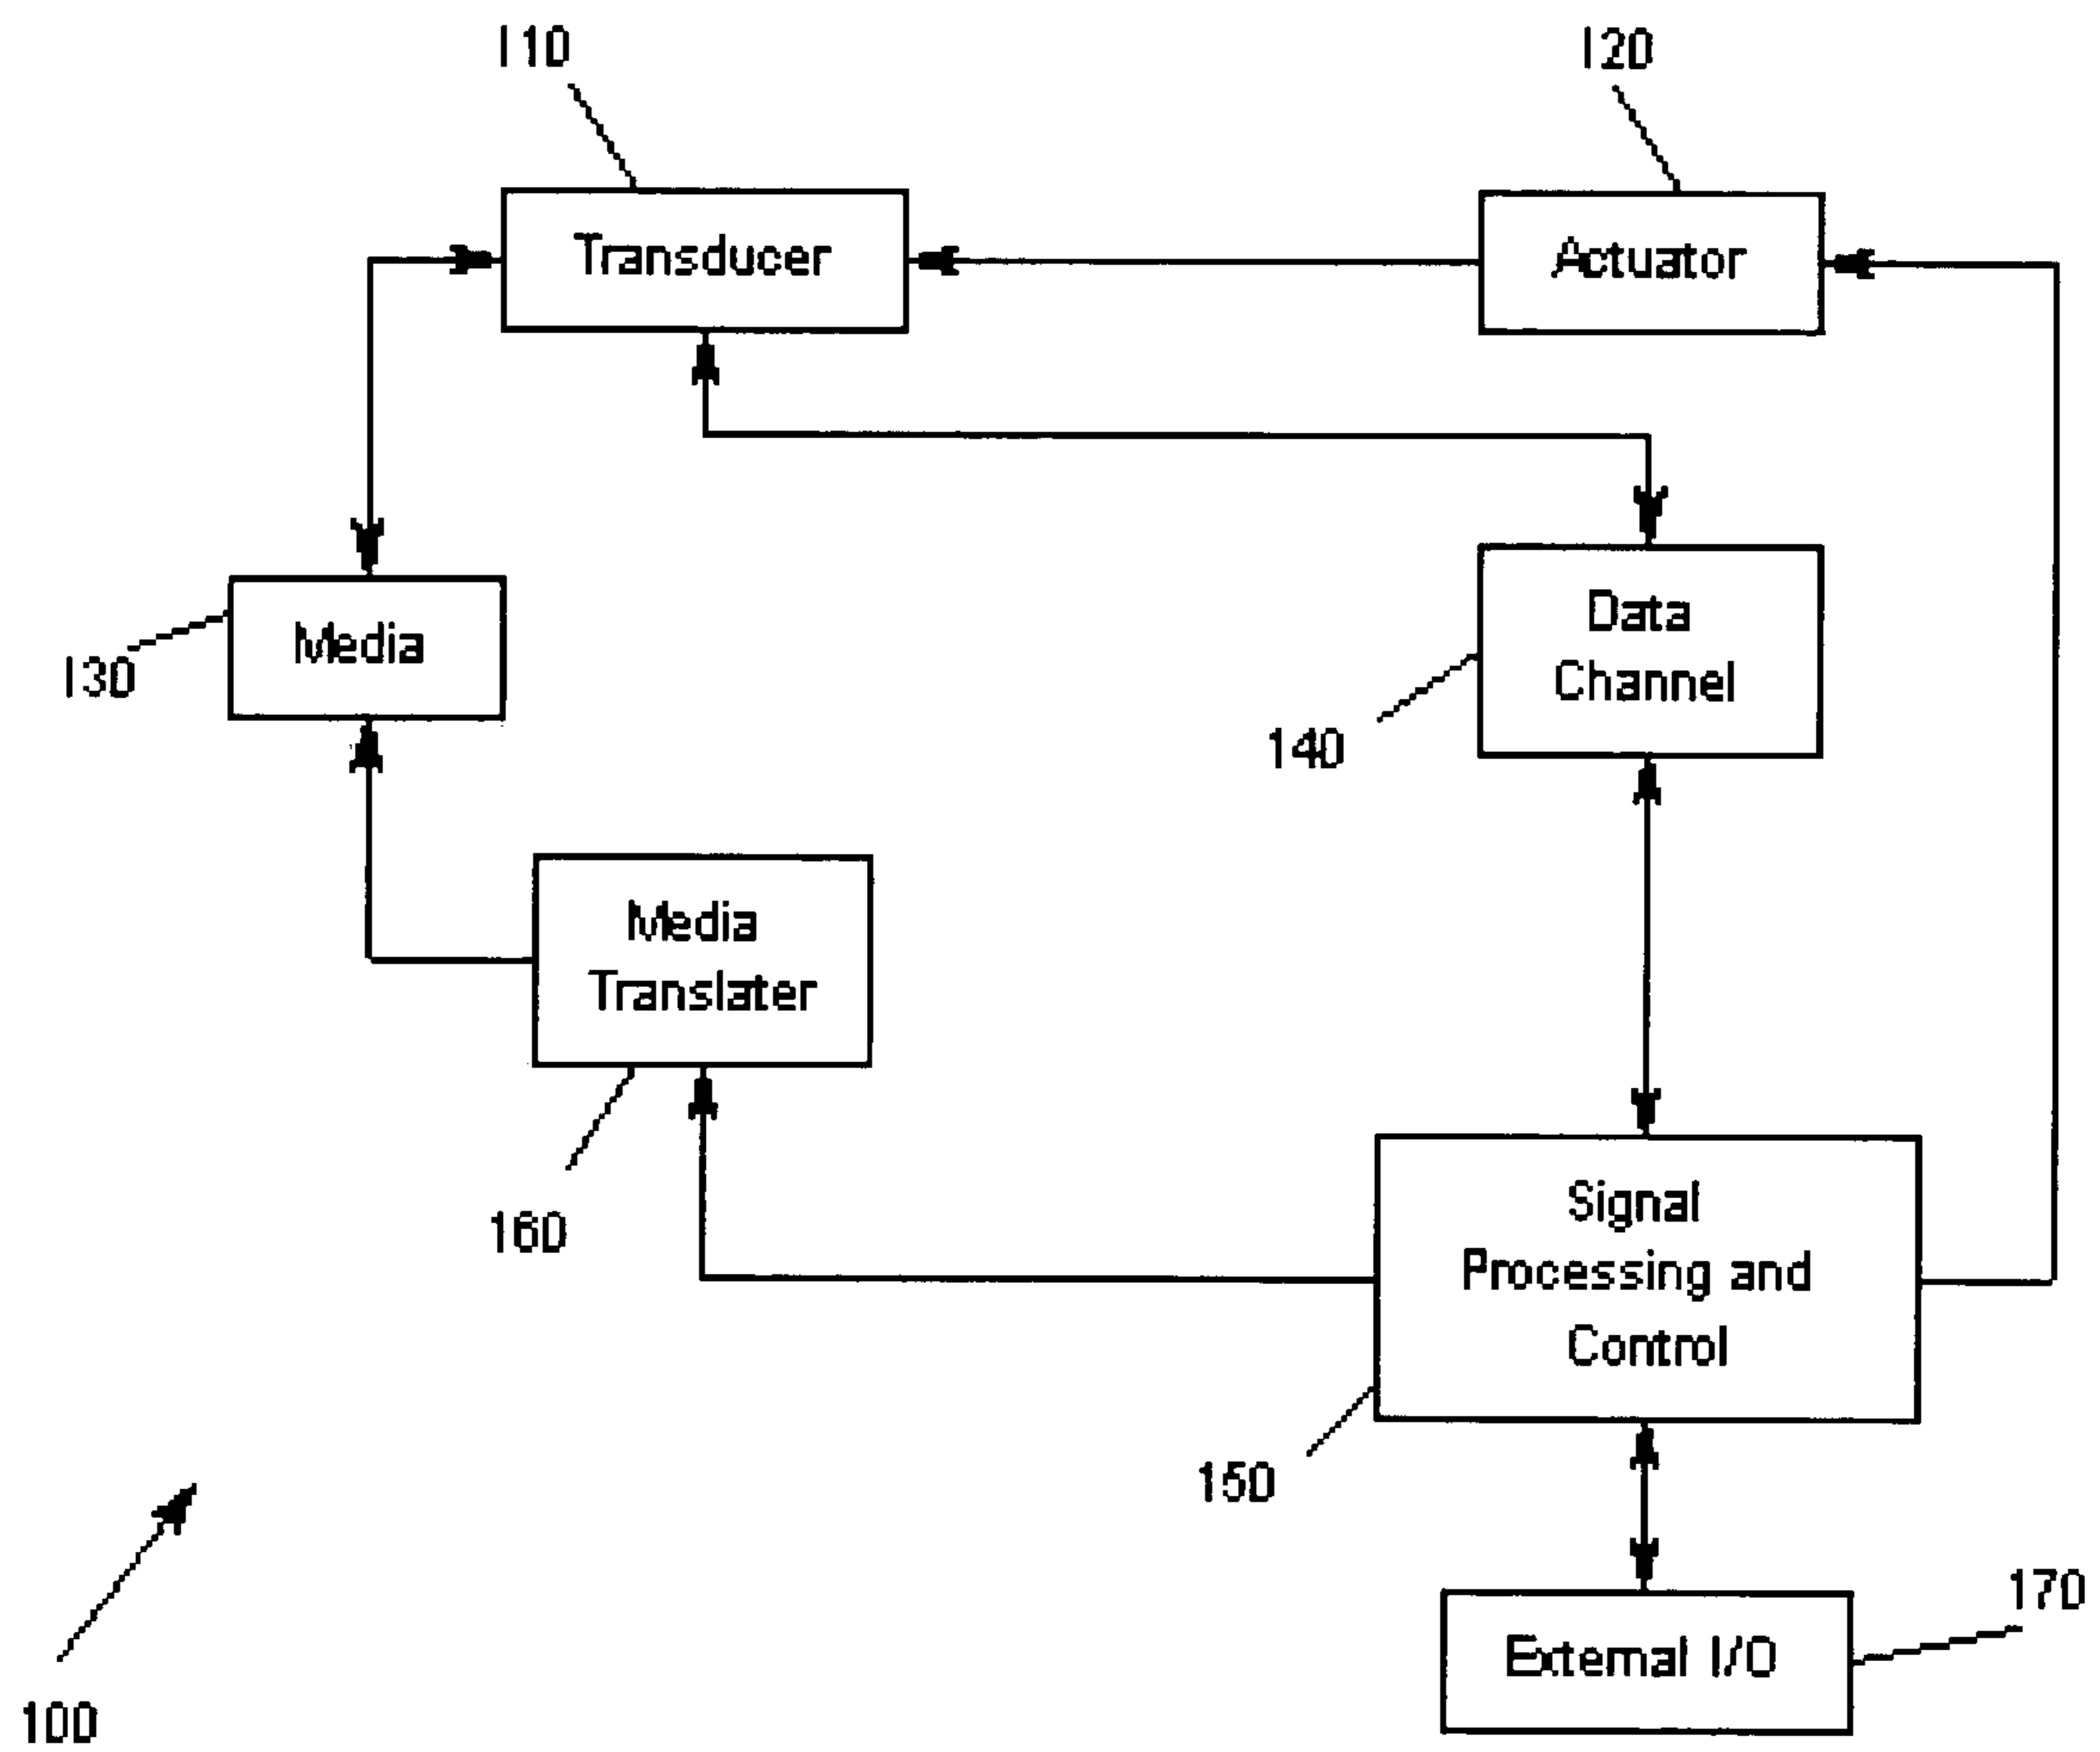 110
120
Transducer
Actuator
Media
130
Data
Channel
140
Media
Translater
160
Signal
Processing and
Control
150
External I/O
170
100